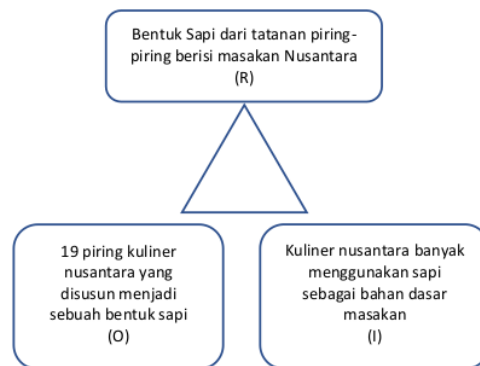 Bentuk Sapi dari tatanan piring-
piring berisi masakan Nusantara
(R)
19 piring kuliner
nusantara yang
disusun menjadi
sebuah bentuk sapi
(O)
Kuliner nusantara banyak
menggunakan sapi
sebagai bahan dasar
masakan
(I)